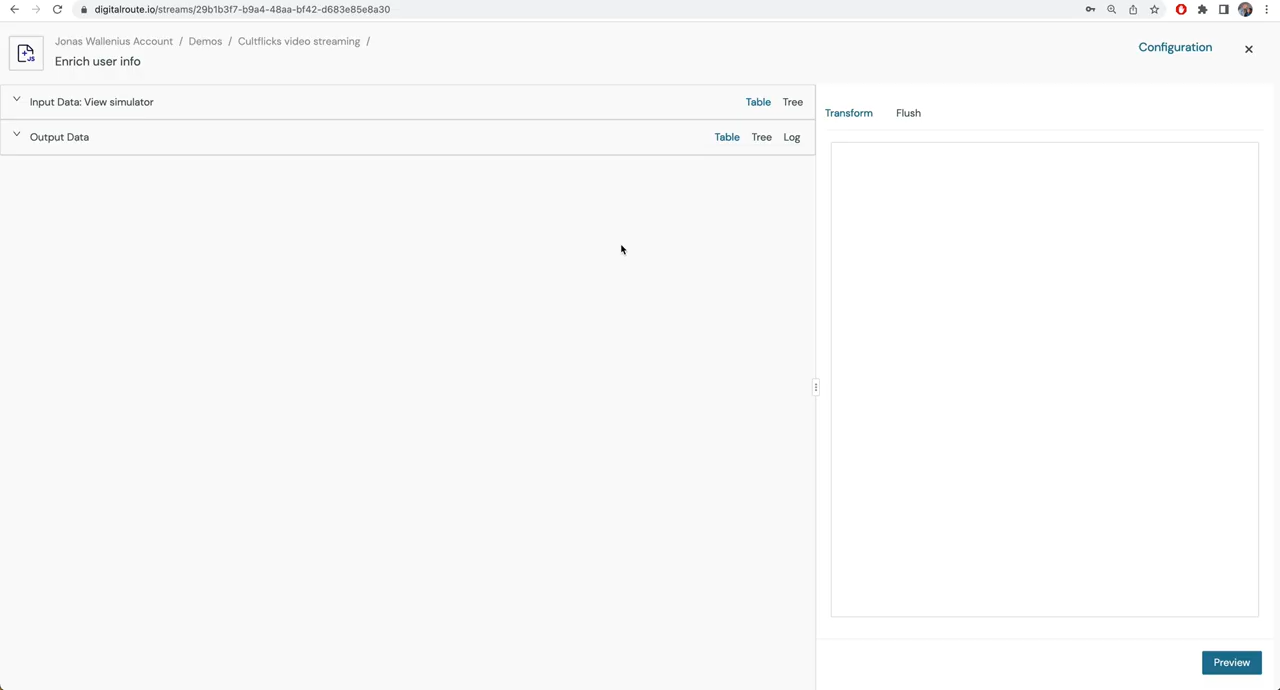 digitalroute.io/streams/29b1b3f7-b9a4-48aa-bf42-d683e85e8a30
Jonas Wallenius Account / Demos / Cultflicks video streaming /
Enrich user info
Configuration
JS
Input Data: View simulator Table Tree
Output Data Table Tree Log
Transform Flush
Preview